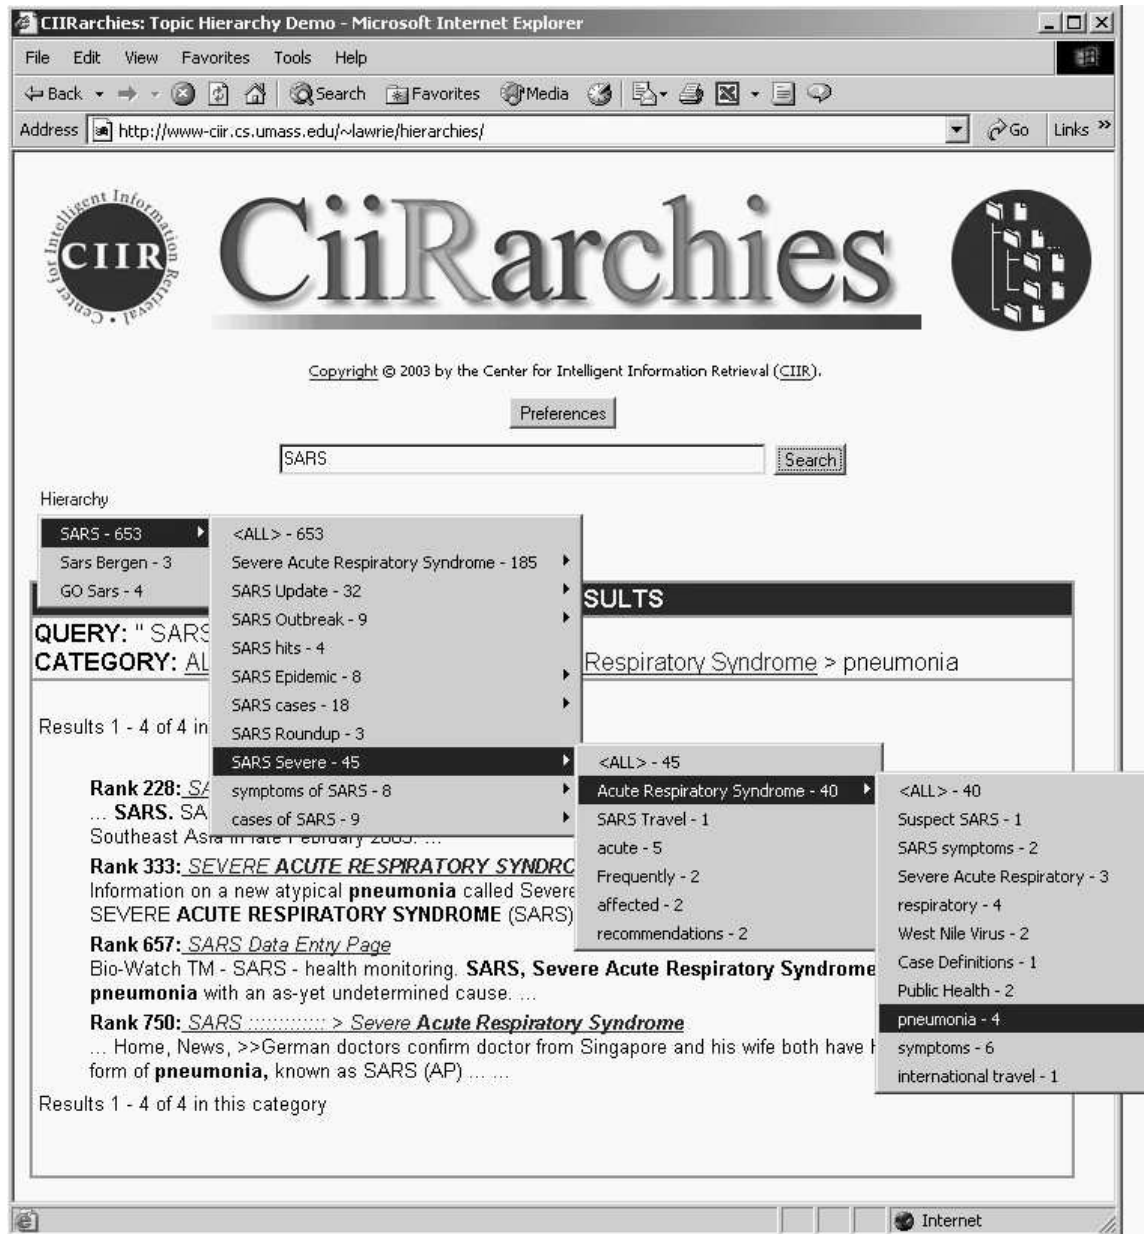 CIIRarchies: Topic Hierarchy Demo - Microsoft Internet Explorer
File Edit View Favorites Tools Help
Back Search Favorites Media
Address http://www-ciir.cs.umass.edu/~lawrie/hierarchies/ Go Links »
Center for Intelligent Information Retrieval •
CIIR
CiiRarchies
Copyright © 2003 by the Center for Intelligent Information Retrieval (CIIR).
Preferences
SARS Search
Hierarchy
SARS - 653
Sars Bergen - 3
GO Sars - 4
<ALL> - 653
Severe Acute Respiratory Syndrome - 185
SARS Update - 32
SARS Outbreak - 9
SARS hits - 4
SARS Epidemic - 8
SARS cases - 18
SARS Roundup - 3
SARS Severe - 45
symptoms of SARS - 8
cases of SARS - 9
<ALL> - 45
Acute Respiratory Syndrome - 40
SARS Travel - 1
acute - 5
Frequently - 2
affected - 2
recommendations - 2
<ALL> - 40
Suspect SARS - 1
SARS symptoms - 2
Severe Acute Respiratory - 3
respiratory - 4
West Nile Virus - 2
Case Definitions - 1
Public Health - 2
pneumonia - 4
symptoms - 6
international travel - 1
SULTS
QUERY: " SARS
CATEGORY: AL Respiratory Syndrome > pneumonia
Results 1 - 4 of 4 in
Rank 228: SA
... SARS. SA
Southeast Asia in late February 2003. ...
Rank 333: SEVERE ACUTE RESPIRATORY SYNDRO
Information on a new atypical pneumonia called Severe
SEVERE ACUTE RESPIRATORY SYNDROME (SARS)
Rank 657: SARS Data Entry Page
Bio-Watch TM - SARS - health monitoring. SARS, Severe Acute Respiratory Syndrome
pneumonia with an as-yet undetermined cause. ...
Rank 750: SARS ::::::::::::: > Severe Acute Respiratory Syndrome
... Home, News, >>German doctors confirm doctor from Singapore and his wife both have
form of pneumonia, known as SARS (AP) ... ...
Results 1 - 4 of 4 in this category
Internet